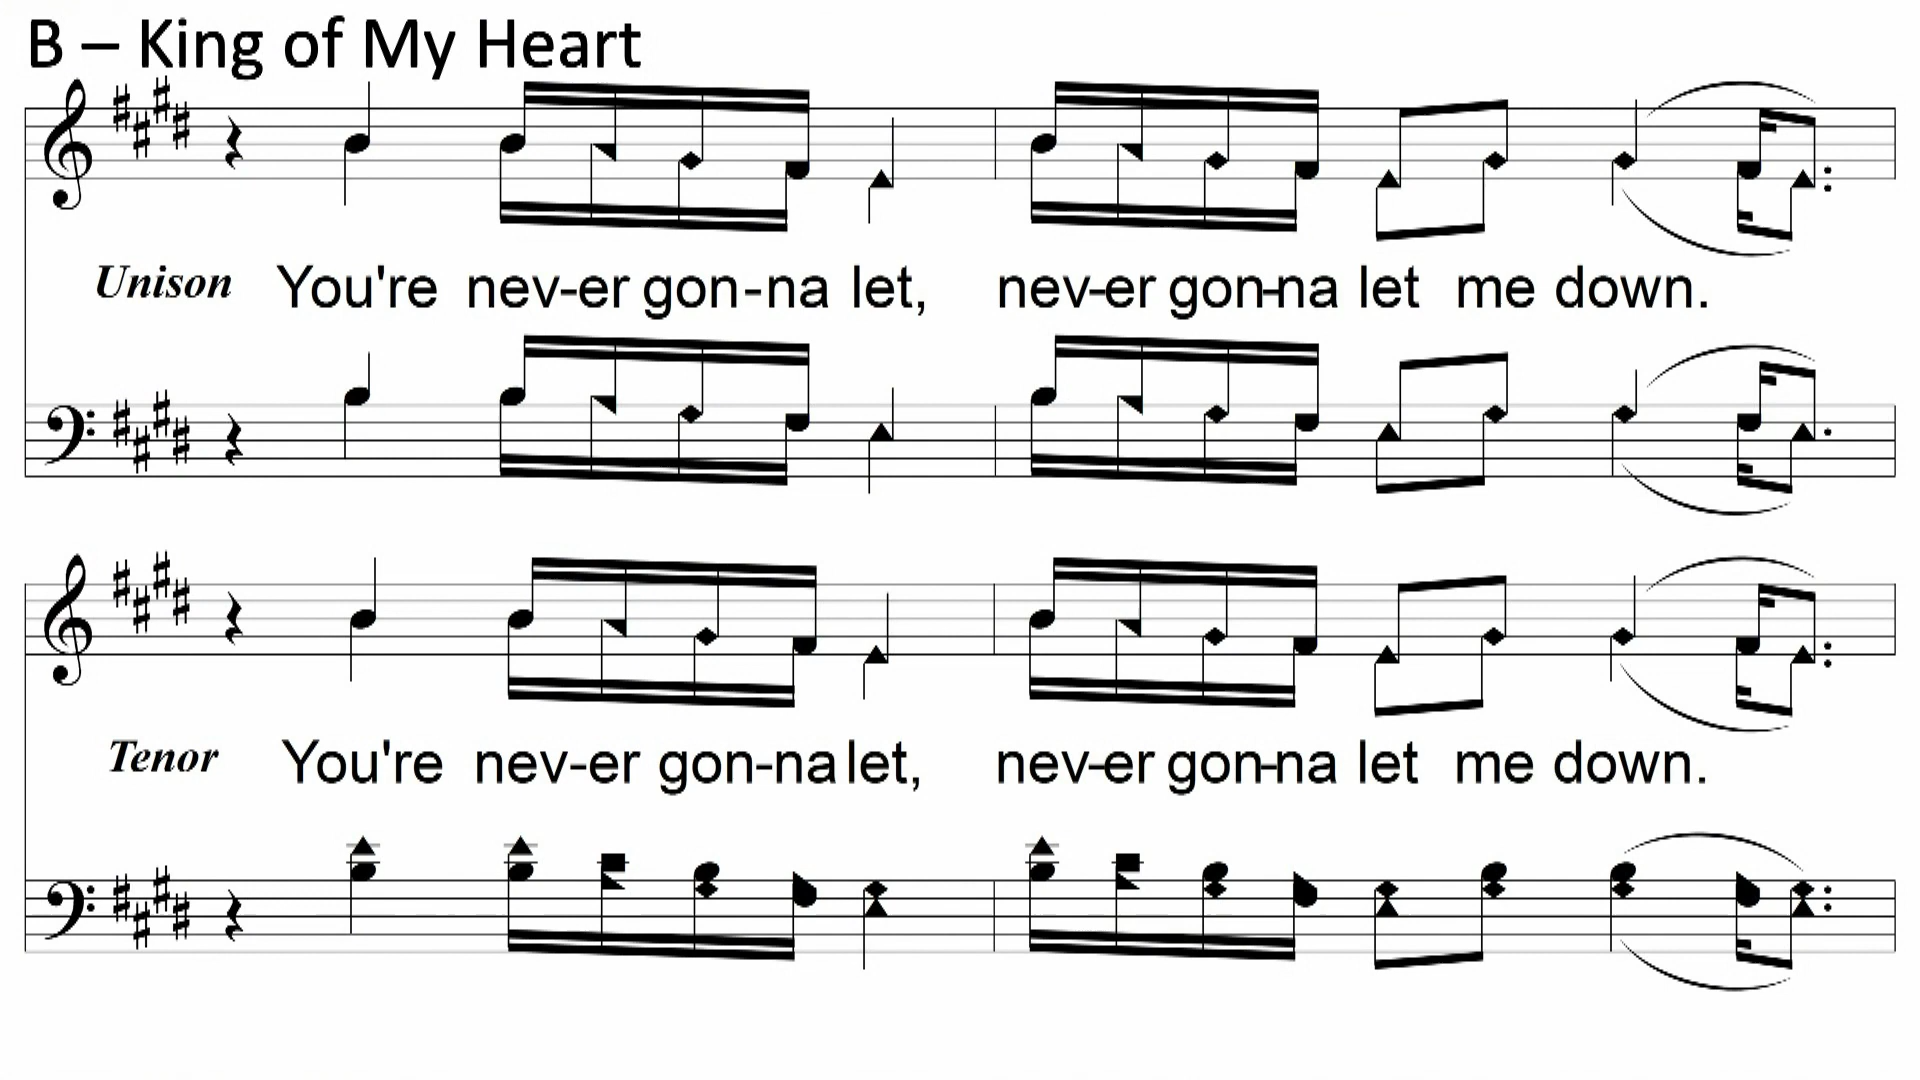 B – King of My Heart
Unison You're nev-er gon-na let, nev-er gon-na let me down.
Tenor You're nev-er gon-na let, nev-er gon-na let me down.